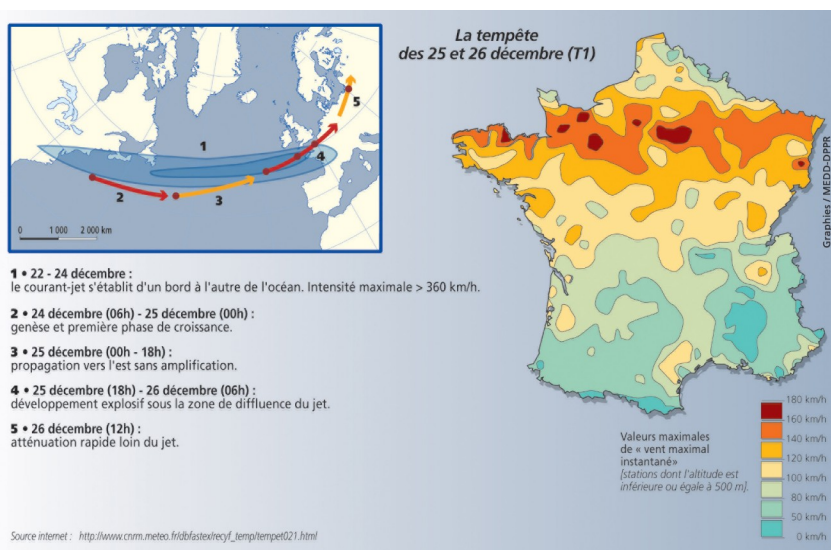 La tempête
des 25 et 26 décembre (T1)
1
2
3
4
5
0 1 000 2 000 km
1 • 22 - 24 décembre :
le courant-jet s'établit d'un bord à l'autre de l'océan. Intensité maximale > 360 km/h.
2 • 24 décembre (06h) - 25 décembre (00h) :
genèse et première phase de croissance.
3 • 25 décembre (00h - 18h) :
propagation vers l'est sans amplification.
4 • 25 décembre (18h) - 26 décembre (06h) :
développement explosif sous la zone de diffluence du jet.
5 • 26 décembre (12h) :
atténuation rapide loin du jet.
Source internet : http://www.cnrm.meteo.fr/dbfastex/recyf_temp/tempet021.html
Graphies / MEDD-DPPR
Valeurs maximales
de « vent maximal
instantané»
[stations dont l'altitude est
inférieure ou égale à 500 m].
180 km/h
160 km/h
140 km/h
120 km/h
100 km/h
80 km/h
50 km/h
0 km/h